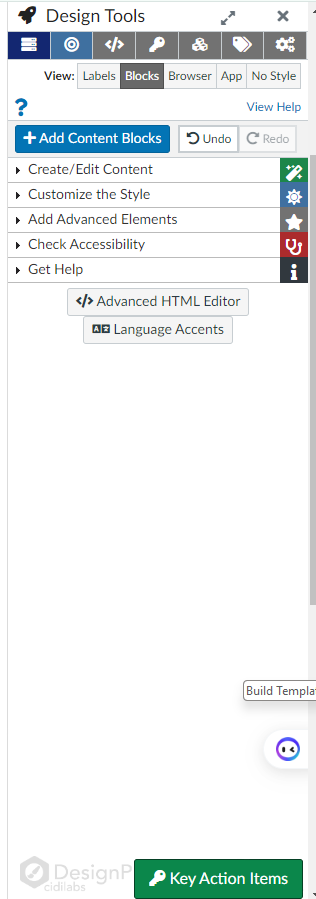 Design Tools
View: Labels Blocks Browser App No Style
? View Help
+ Add Content Blocks Undo Redo
Create/Edit Content
Customize the Style
Add Advanced Elements
Check Accessibility
Get Help
</> Advanced HTML Editor
Language Accents
Build Templa
DesignP
cidilabs
Key Action Items